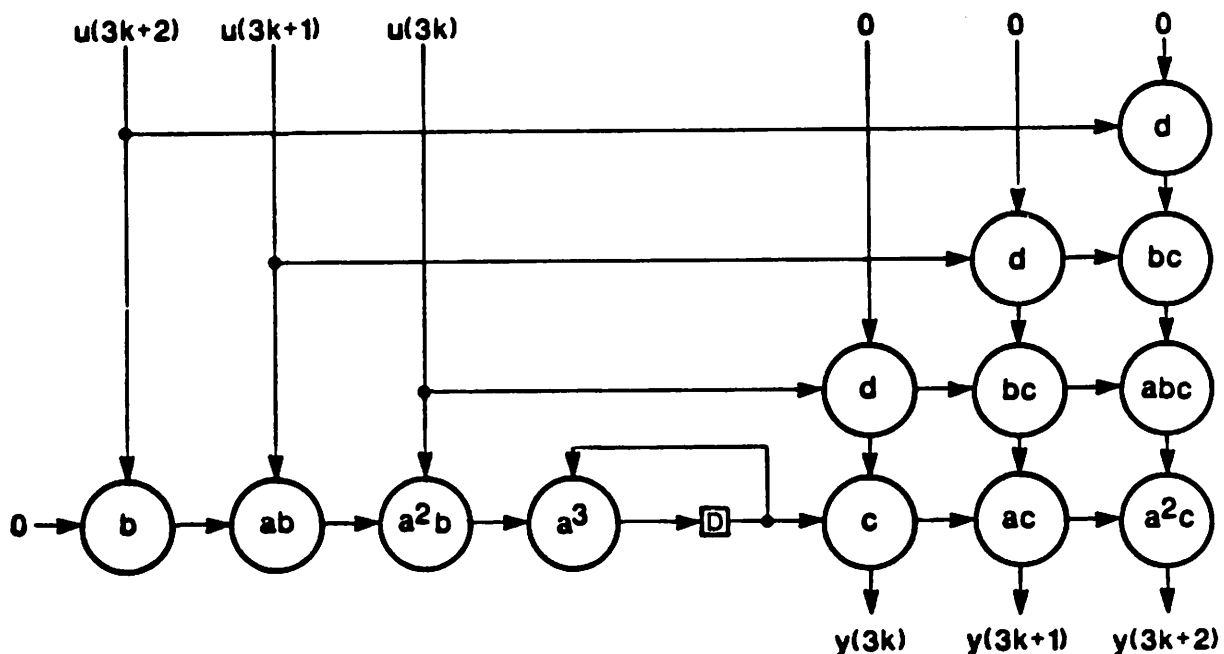 u(3k+2) u(3k+1) u(3k) 0 0 0
d
d bc
d bc abc
0 b ab a²b a³ D c ac a²c
y(3k) y(3k+1) y(3k+2)